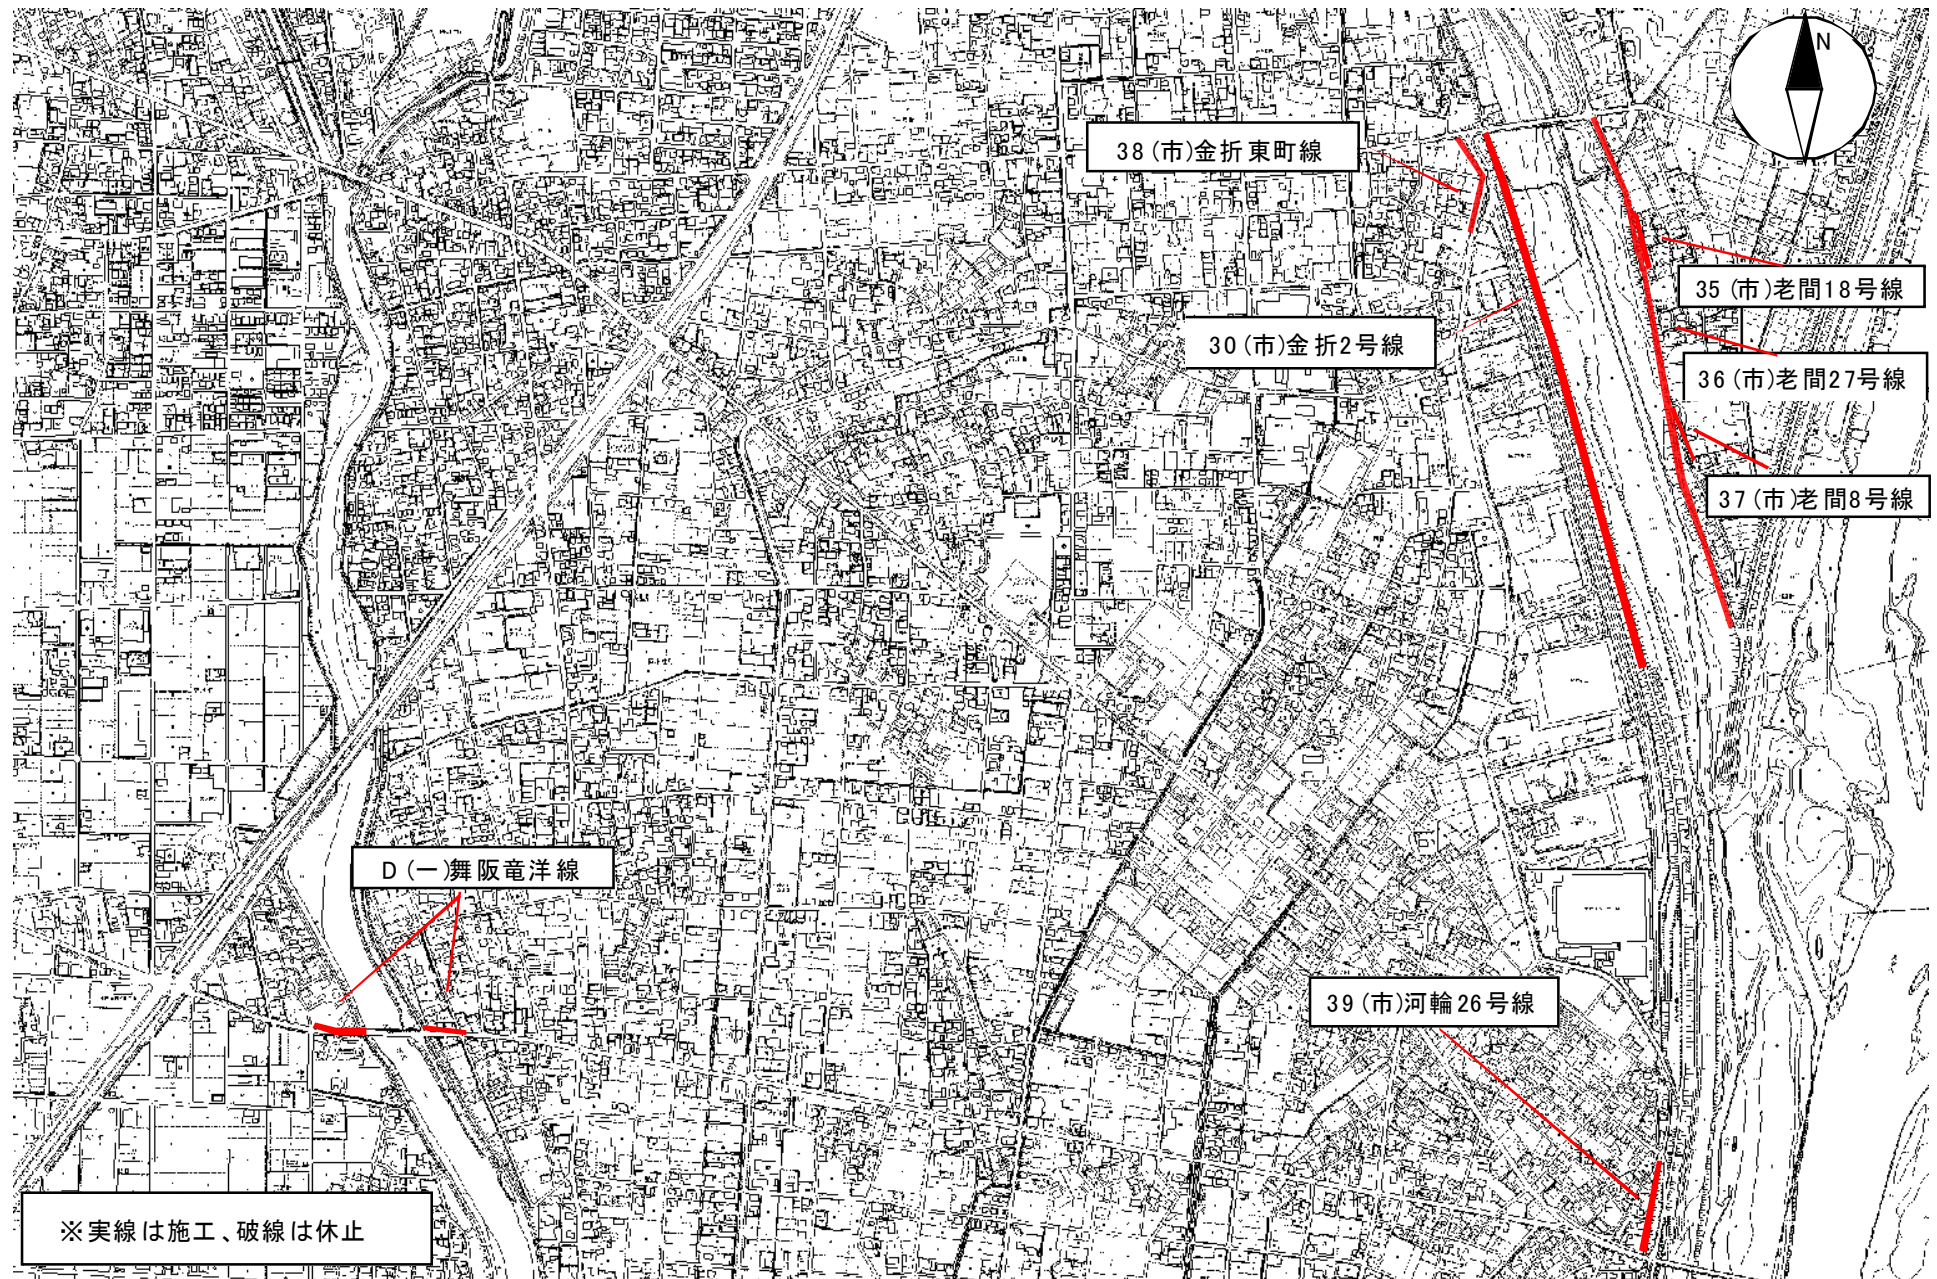 N
38 (市)金折東町線
35 (市)老間18号線
30 (市)金折2号線
36 (市)老間27号線
37 (市)老間8号線
D (一)舞阪竜洋線
39 (市)河輪26号線
※実線は施工、破線は休止